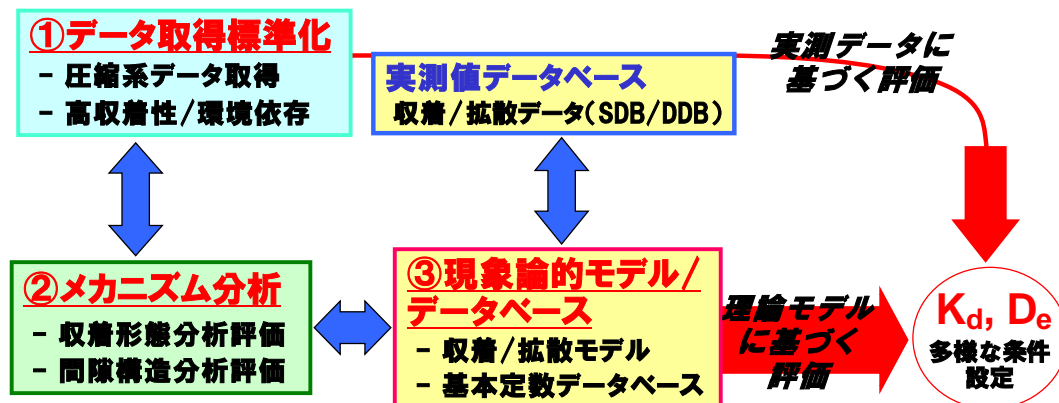 ①データ取得標準化
- 圧縮系データ取得
- 高収着性/環境依存
実測値データベース
収着/拡散データ(SDB/DDB)
実測データに
基づく評価
②メカニズム分析
- 収着形態分析評価
- 間隙構造分析評価
③現象論的モデル/
データベース
- 収着/拡散モデル
- 基本定数データベース
理論モデル
に基づく
評価
Kd, De
多様な条件
設定